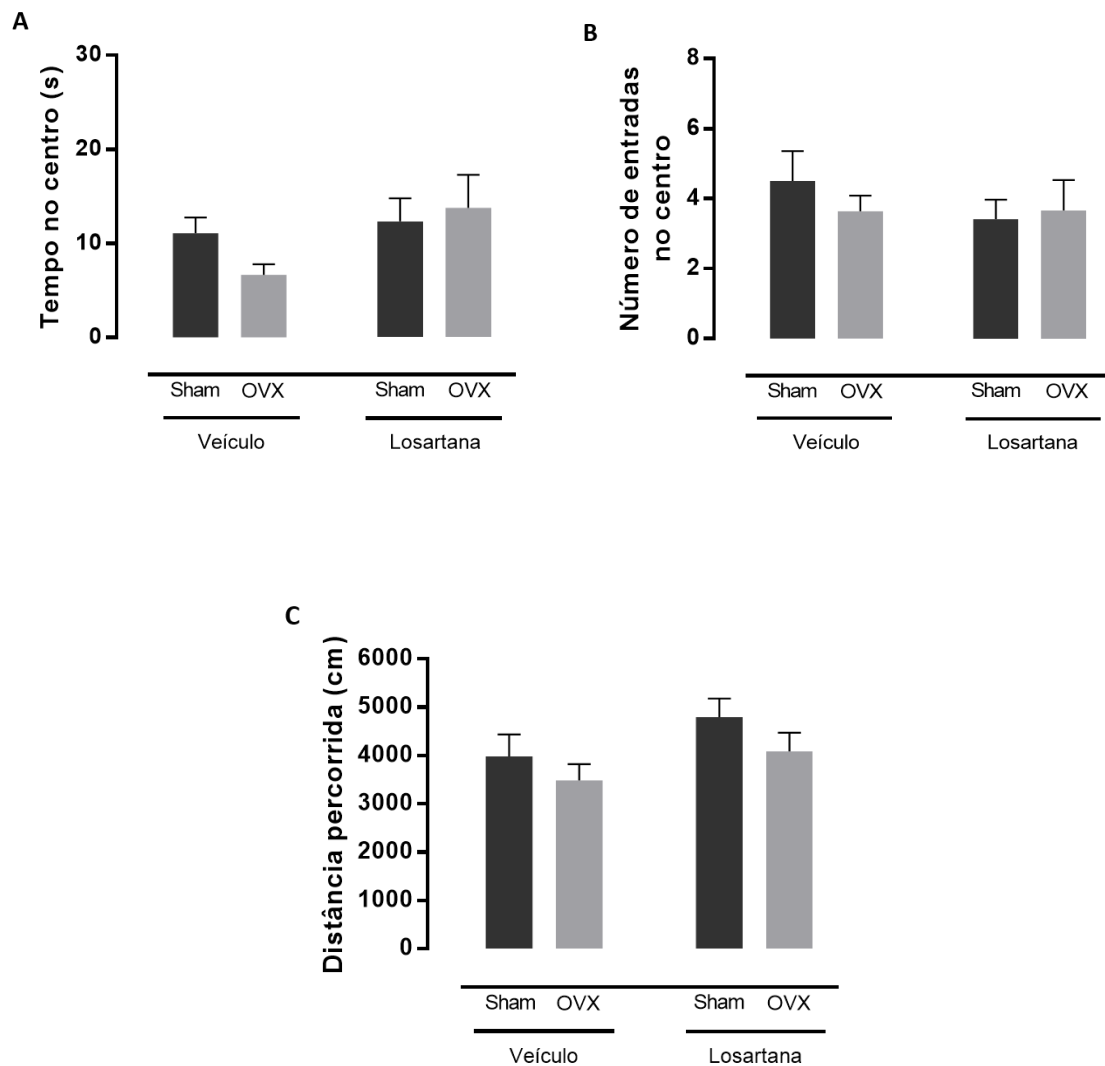 A
Tempo no centro (s)
30
20
10
0
Sham OVX Sham OVX
Veículo Losartana
B
Número de entradas
no centro
8
6
4
2
0
Sham OVX Sham OVX
Veículo Losartana
C
Distância percorrida (cm)
6000
5000
4000
3000
2000
1000
0
Sham OVX Sham OVX
Veículo Losartana